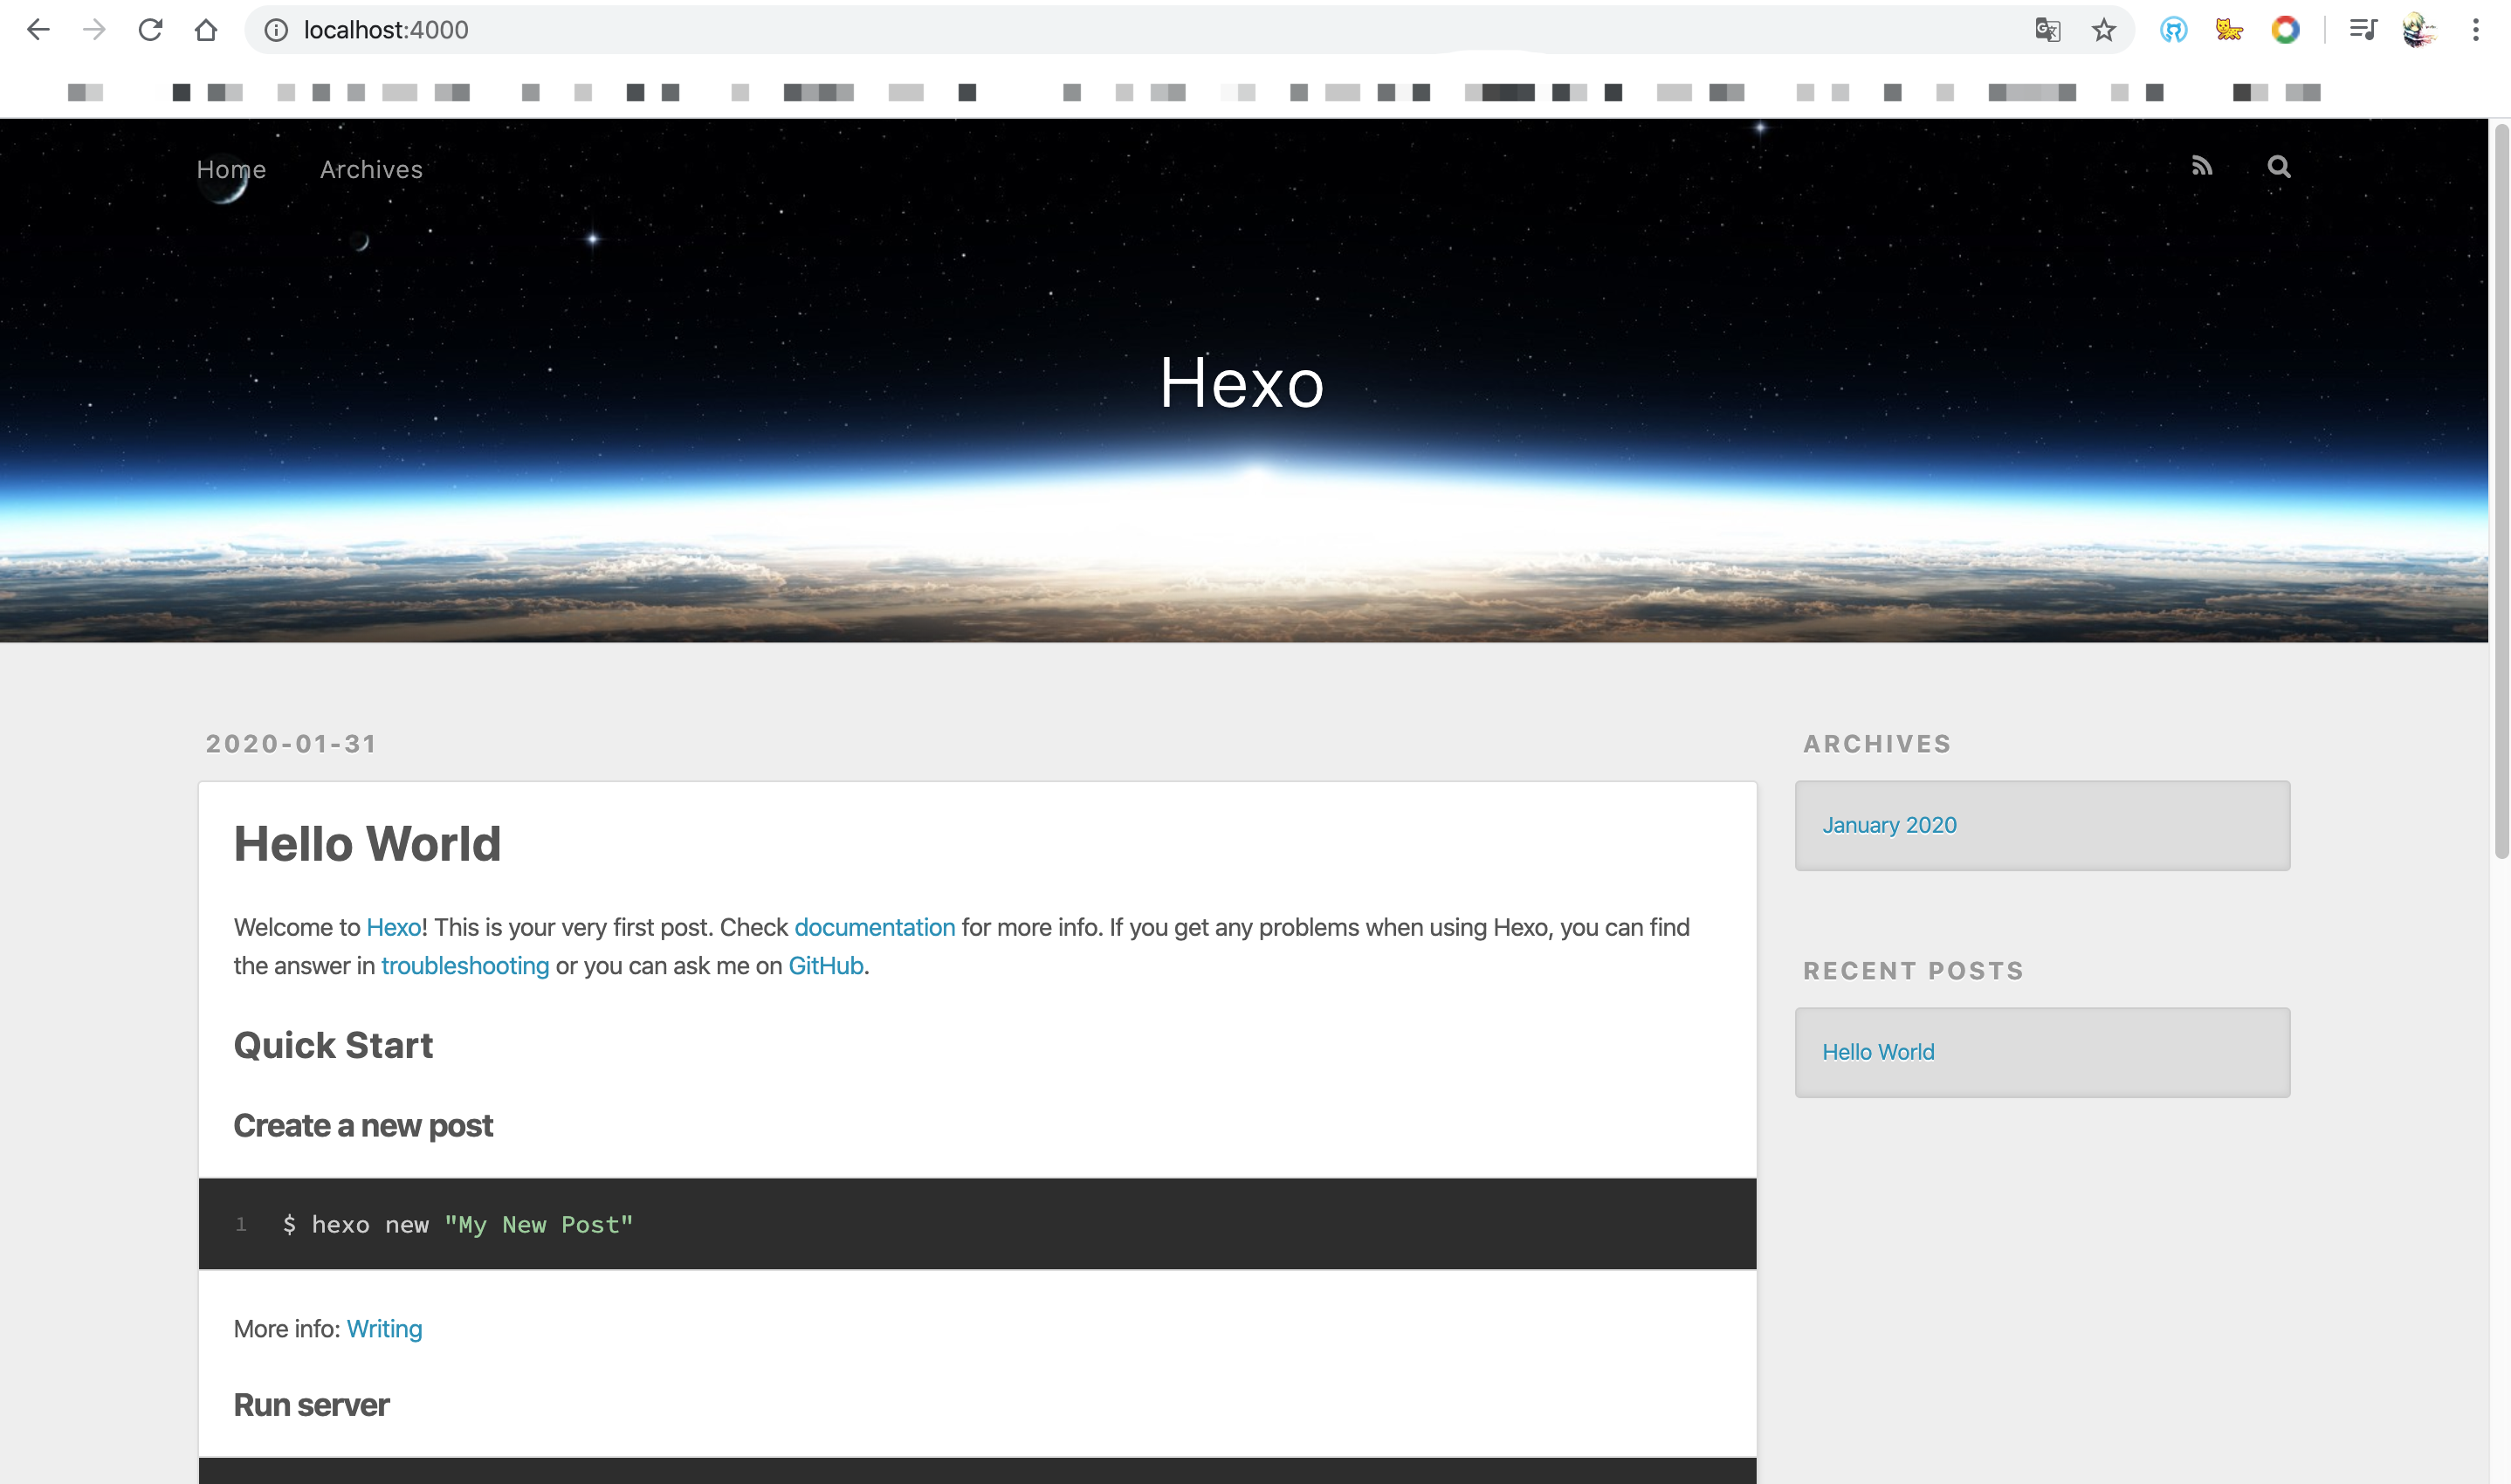 localhost:4000
Home Archives
Hexo
2020-01-31
Hello World
Welcome to Hexo! This is your very first post. Check documentation for more info. If you get any problems when using Hexo, you can find
the answer in troubleshooting or you can ask me on GitHub.
Quick Start
Create a new post
1 $ hexo new "My New Post"
More info: Writing
Run server
ARCHIVES
January 2020
RECENT POSTS
Hello World